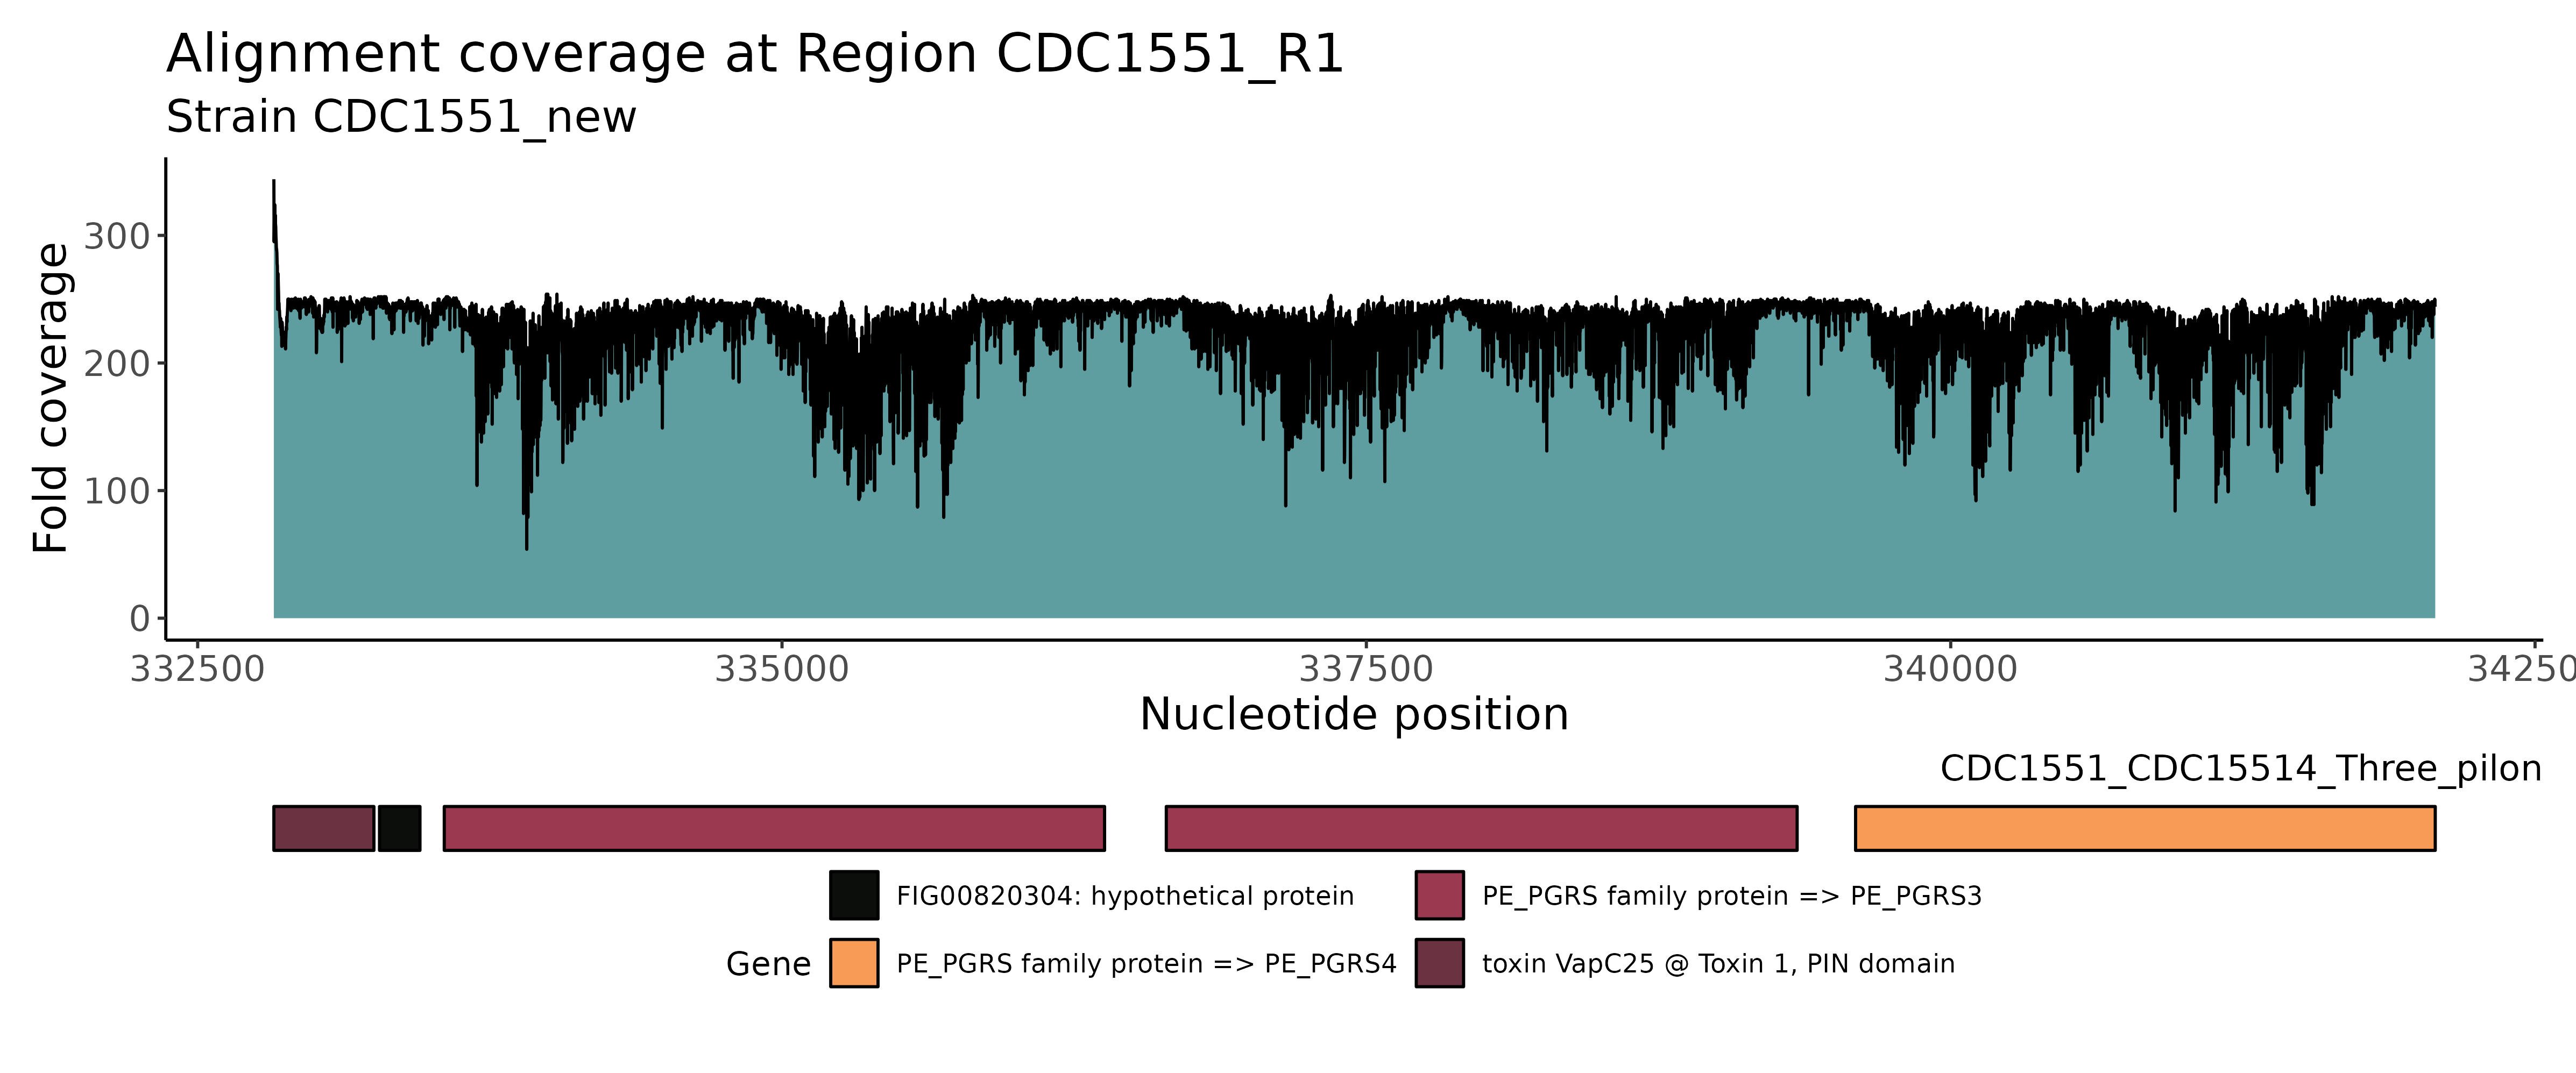 Alignment coverage at Region CDC1551_R1
Strain CDC1551_new
Fold coverage
300
200
100
0
332500 335000 337500 340000 34250
Nucleotide position
CDC1551_CDC15514_Three_pilon
Gene
FIG00820304: hypothetical protein
PE_PGRS family protein => PE_PGRS4
PE_PGRS family protein => PE_PGRS3
toxin VapC25 @ Toxin 1, PIN domain